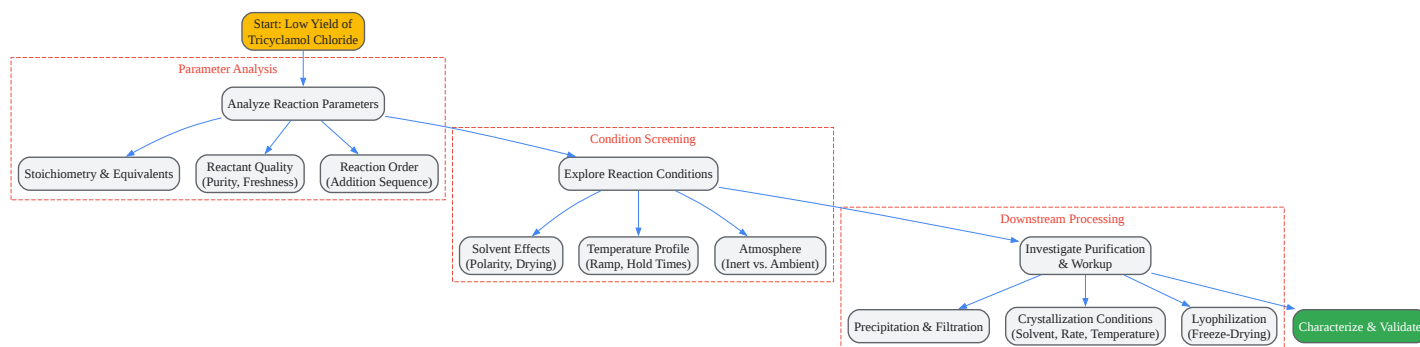 Start: Low Yield of
Tricyclamol Chloride
Parameter Analysis
Analyze Reaction Parameters
Stoichiometry & Equivalents
Reactant Quality
(Purity, Freshness)
Reaction Order
(Addition Sequence)
Condition Screening
Explore Reaction Conditions
Solvent Effects
(Polarity, Drying)
Temperature Profile
(Ramp, Hold Times)
Atmosphere
(Inert vs. Ambient)
Downstream Processing
Investigate Purification
& Workup
Precipitation & Filtration
Crystallization Conditions
(Solvent, Rate, Temperature)
Lyophilization
(Freeze-Drying)
Characterize & Validate